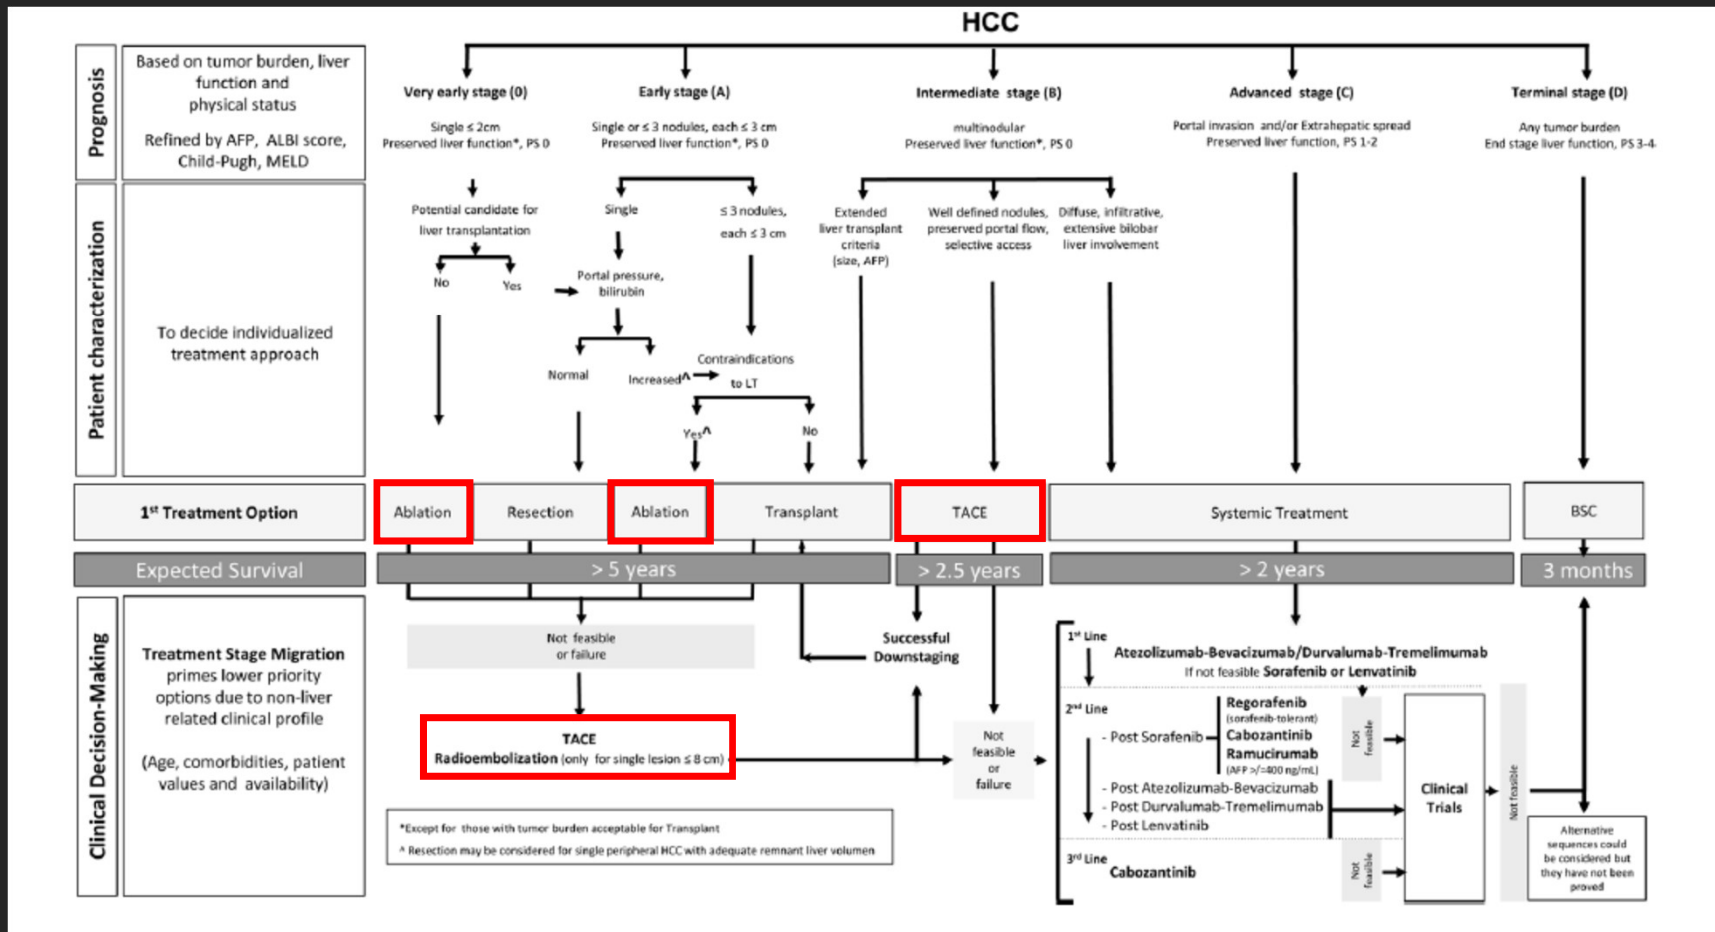 HCC
Prognosis
Based on tumor burden, liver
function and
physical status
Refined by AFP, ALBI score,
Child-Pugh, MELD
Very early stage (0)
Single ≤ 2cm
Preserved liver function*, PS 0
Early stage (A)
Single or ≤ 3 nodules, each ≤ 3 cm
Preserved liver function*, PS 0
Intermediate stage (B)
multinodular
Preserved liver function*, PS 0
Advanced stage (C)
Portal invasion and/or Extrahepatic spread
Preserved liver function, PS 1-2
Terminal stage (D)
Any tumor burden
End stage liver function, PS 3-4
Patient characterization
To decide individualized
treatment approach
Potential candidate for
liver transplantation
No
Yes
Single
Portal pressure,
bilirubin
Normal
Increased^
≤ 3 nodules,
each ≤ 3 cm
Contraindications
to LT
Yes^
No
Extended
liver transplant
criteria
(size, AFP)
Well defined nodules,
preserved portal flow,
selective access
Diffuse, infiltrative,
extensive bilobar
liver involvement
1st Treatment Option
Ablation
Resection
Ablation
Transplant
TACE
Systemic Treatment
BSC
Expected Survival
> 5 years
> 2.5 years
> 2 years
3 months
Clinical Decision-Making
Treatment Stage Migration
primes lower priority
options due to non-liver
related clinical profile
(Age, comorbidities, patient
values and availability)
Not feasible
or failure
TACE
Radioembolization (only for single lesion ≤ 8 cm)
Successful
Downstaging
Not
feasible
or
failure
*Except for those with tumor burden acceptable for Transplant
^ Resection may be considered for single peripheral HCC with adequate remnant liver volumen
1st Line
Atezolizumab-Bevacizumab/Durvalumab-Tremelimumab
If not feasible Sorafenib or Lenvatinib
2nd Line
- Post Sorafenib
Regorafenib
(sorafenib-tolerant)
Cabozantinib
Ramucirumab
(AFP >/=400 ng/mL)
- Post Atezolizumab-Bevacizumab
- Post Durvalumab-Tremelimumab
- Post Lenvatinib
3rd Line
Cabozantinib
Not
feasible
Not
feasible
Clinical
Trials
Not feasible
Alternative
sequences could
be considered but
they have not been
proved